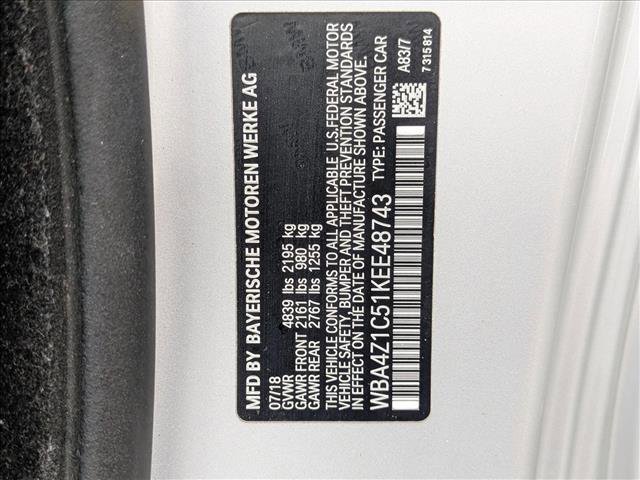 MFD BY BAYERISCHE MOTOREN WERKE AG
07/18
GVWR 4839 lbs 2195 kg
GAWR FRONT 2161 lbs 980 kg
GAWR REAR 2767 lbs 1255 kg
THIS VEHICLE CONFORMS TO ALL APPLICABLE U.S.FEDERAL MOTOR
VEHICLE SAFETY, BUMPER AND THEFT PREVENTION STANDARDS
IN EFFECT ON THE DATE OF MANUFACTURE SHOWN ABOVE.
WBA4Z1C51KEE48743 TYPE: PASSENGER CAR
A83/7
7315814